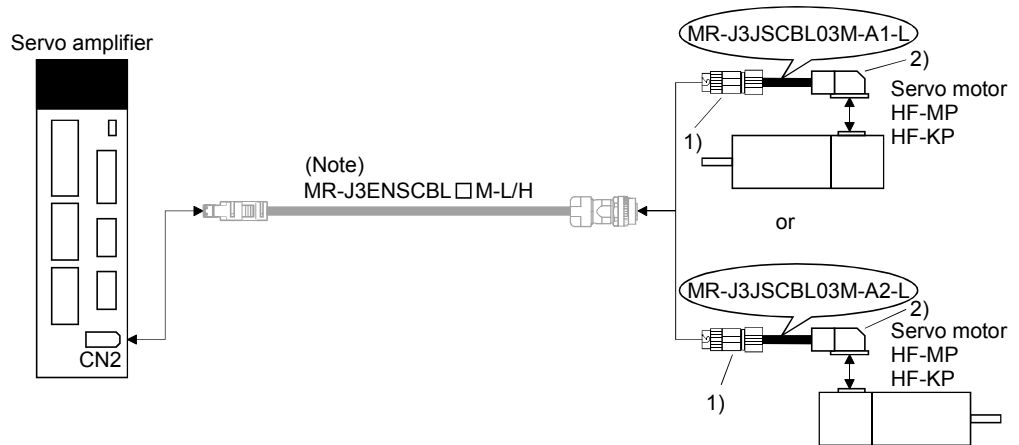 Servo amplifier
CN2
(Note)
MR-J3ENSCBL□M-L/H
MR-J3JSCBL03M-A1-L
1)
2)
Servo motor
HF-MP
HF-KP
or
MR-J3JSCBL03M-A2-L
1)
2)
Servo motor
HF-MP
HF-KP